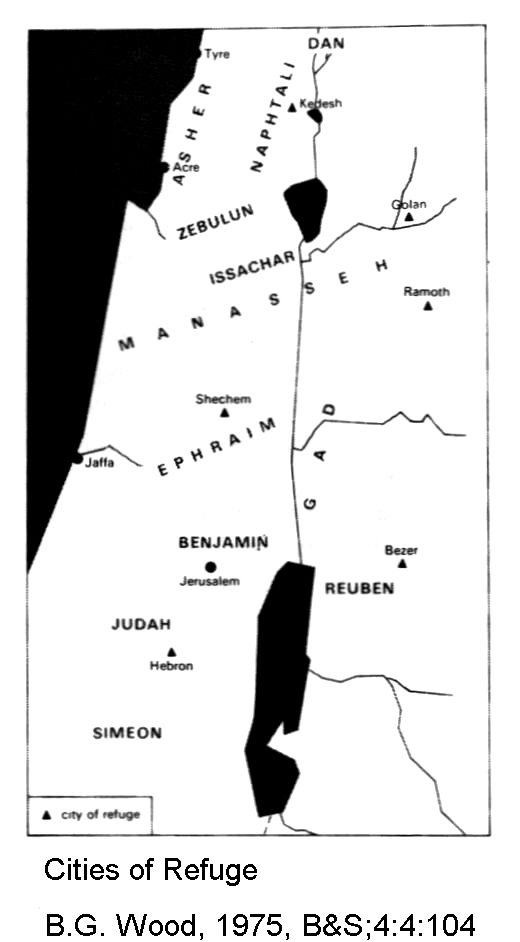 DAN
Tyre
NAPHTALI
Kedesh
ASHER
Acre
Golan
ZEBULUN
ISSACHAR
MANASSEH
Ramoth
Shechem
GAD
EPHRAIM
Jaffa
BENJAMIN
Bezer
Jerusalem
REUBEN
JUDAH
Hebron
SIMEON
city of refuge
Cities of Refuge
B.G. Wood, 1975, B&S;4:4:104